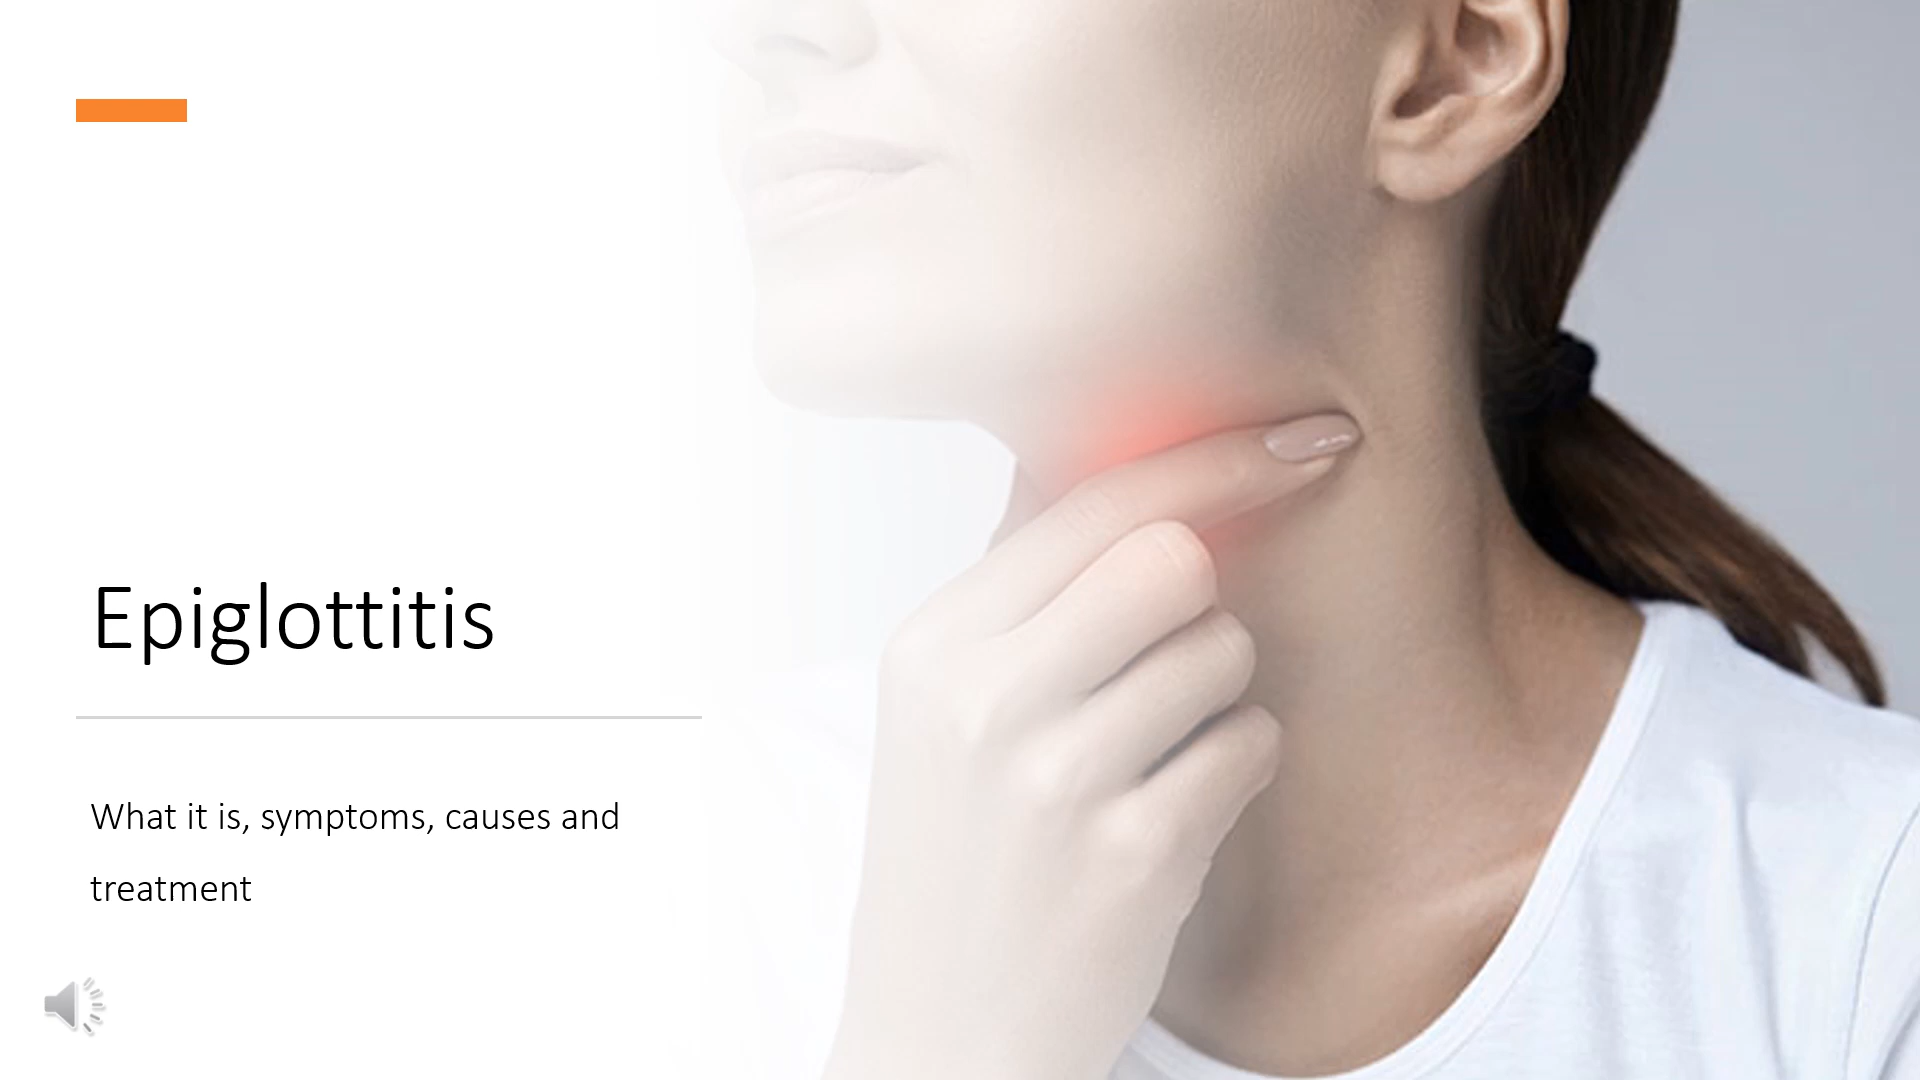 Epiglottitis
What it is, symptoms, causes and
treatment